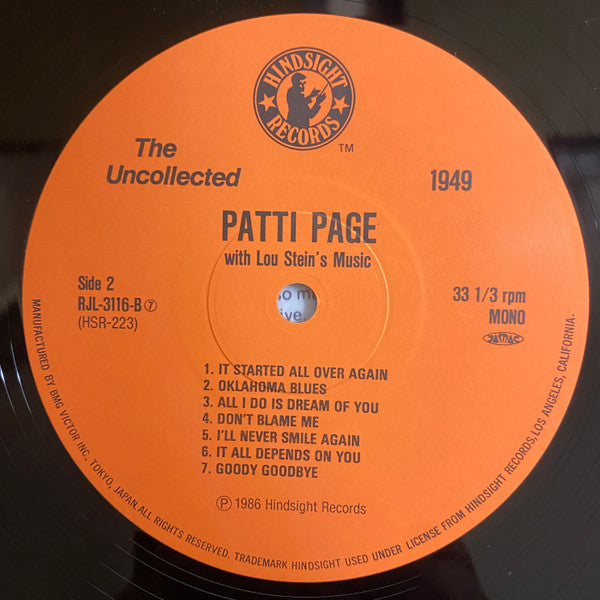 HINDSIGHT
RECORDS
TM
The
Uncollected
1949
PATTI PAGE
with Lou Stein's Music
Side 2
RJL-3116-B⑦
(HSR-223)
33 1/3 rpm
MONO
JASRAC
so m
ive
1. IT STARTED ALL OVER AGAIN
2. OKLAHOMA BLUES
3. ALL I DO IS DREAM OF YOU
4. DON'T BLAME ME
5. I'LL NEVER SMILE AGAIN
6. IT ALL DEPENDS ON YOU
7. GOODY GOODBYE
Ⓟ 1986 Hindsight Records
MANUFACTURED BY BMG VICTOR INC., TOKYO, JAPAN. ALL RIGHTS RESERVED. TRADEMARK HINDSIGHT USED UNDER LICENSE FROM HINDSIGHT RECORDS, LOS ANGELES, CALIFORNIA.